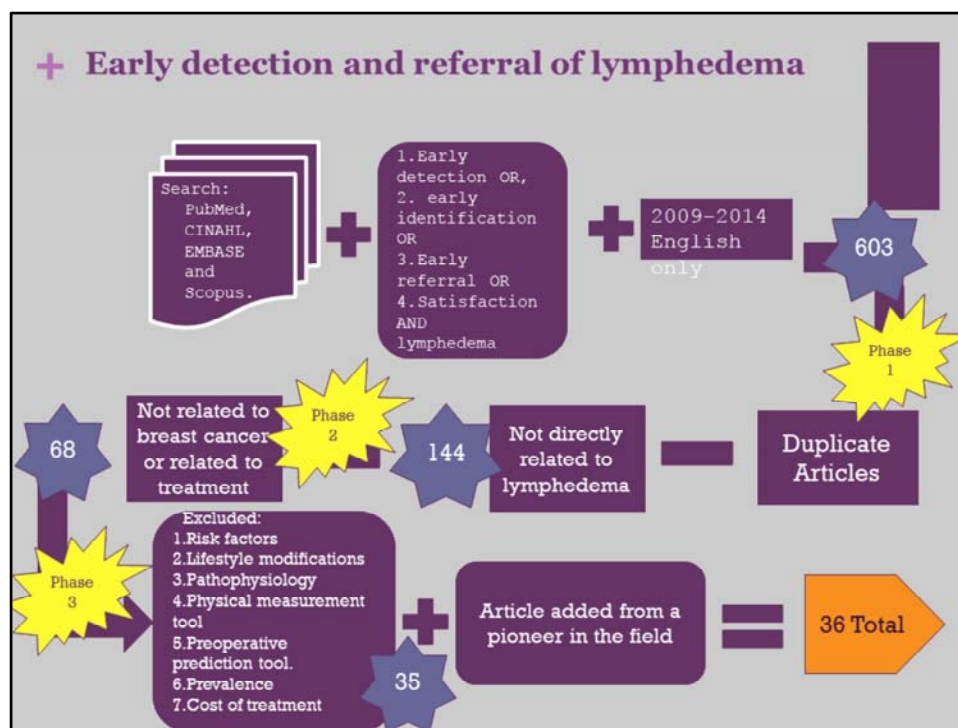 + Early detection and referral of lymphedema
Search:
PubMed,
CINAHL,
EMBASE
and
Scopus.
1.Early
detection OR,
2. early
identification
OR
3.Early
referral OR
4.Satisfaction
AND
lymphedema
2009-2014
English
only
603
Phase
1
68
Not related to
breast cancer
or related to
treatment
Phase
2
144
Not directly
related to
lymphedema
Duplicate
Articles
Phase
3
Excluded:
1.Risk factors
2.Lifestyle modifications
3.Pathophysiology
4.Physical measurement
tool
5.Preoperative
prediction tool.
6.Prevalence
7.Cost of treatment
35
Article added from a
pioneer in the field
36 Total